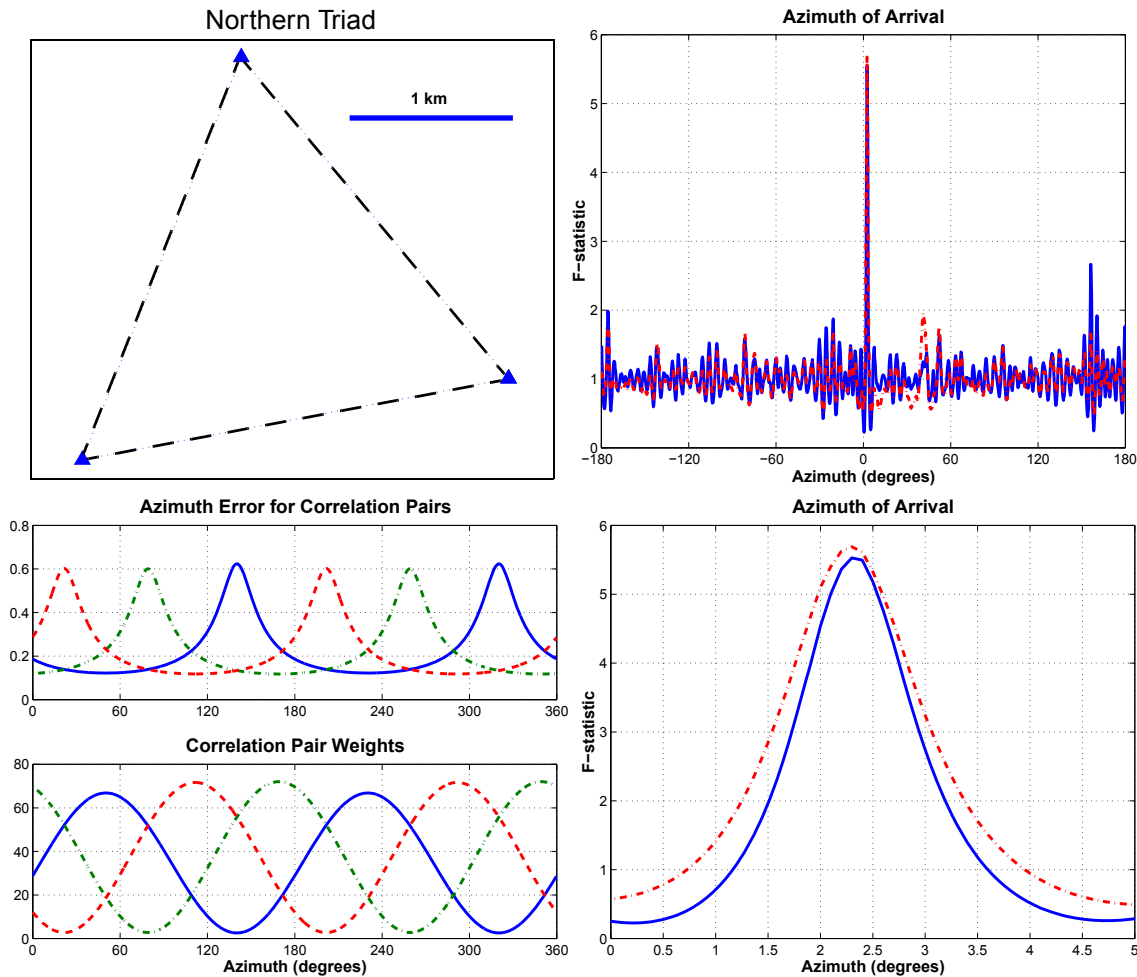 Northern Triad
1 km
Azimuth of Arrival
6
5
4
3
2
1
0
F−statistic
−180 −120 −60 0 60 120 180
Azimuth (degrees)
Azimuth Error for Correlation Pairs
0.8
0.6
0.4
0.2
0
0 60 120 180 240 300 360
Correlation Pair Weights
80
60
40
20
0
0 60 120 180 240 300 360
Azimuth (degrees)
Azimuth of Arrival
6
5
4
3
2
1
0
F−statistic
0 0.5 1 1.5 2 2.5 3 3.5 4 4.5 5
Azimuth (degrees)